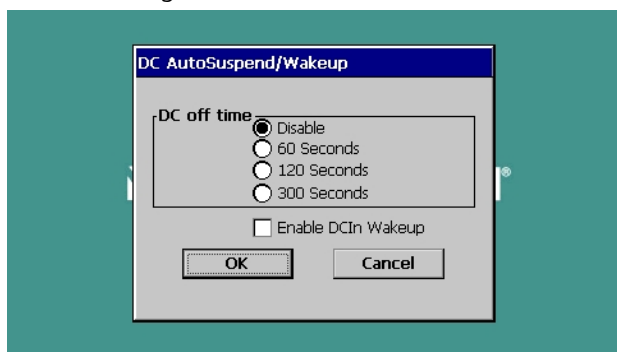 DC AutoSuspend/Wakeup
DC off time
Disable
60 Seconds
120 Seconds
300 Seconds
Enable DCIn Wakeup
OK
Cancel
®